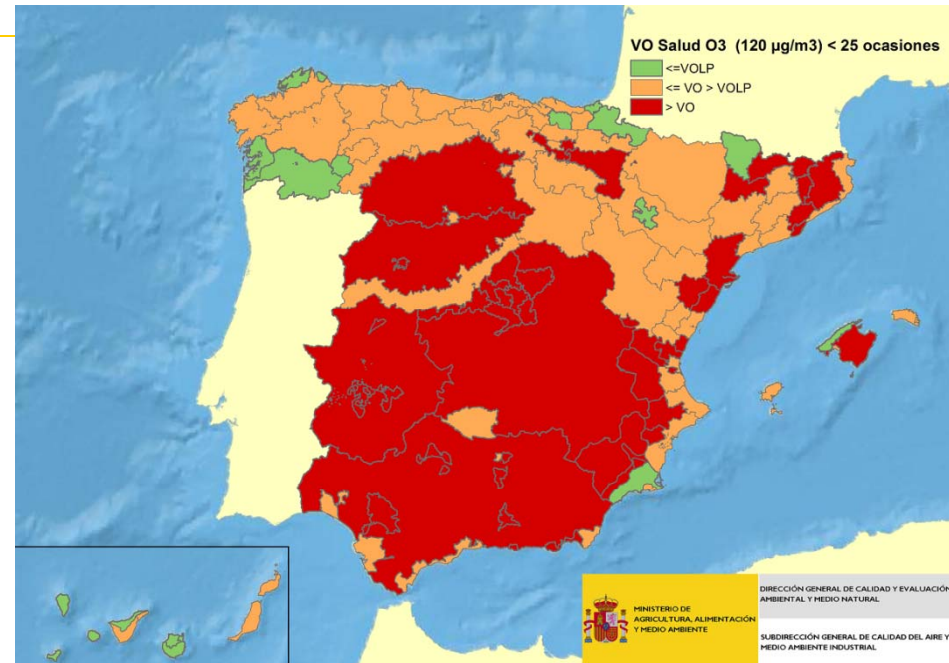 VO Salud O3 (120 µg/m3) < 25 ocasiones
<=VOLP
<= VO > VOLP
> VO
MINISTERIO DE
AGRICULTURA, ALIMENTACIÓN
Y MEDIO AMBIENTE
DIRECCIÓN GENERAL DE CALIDAD Y EVALUACIÓN
AMBIENTAL Y MEDIO NATURAL
SUBDIRECCIÓN GENERAL DE CALIDAD DEL AIRE Y
MEDIO AMBIENTE INDUSTRIAL